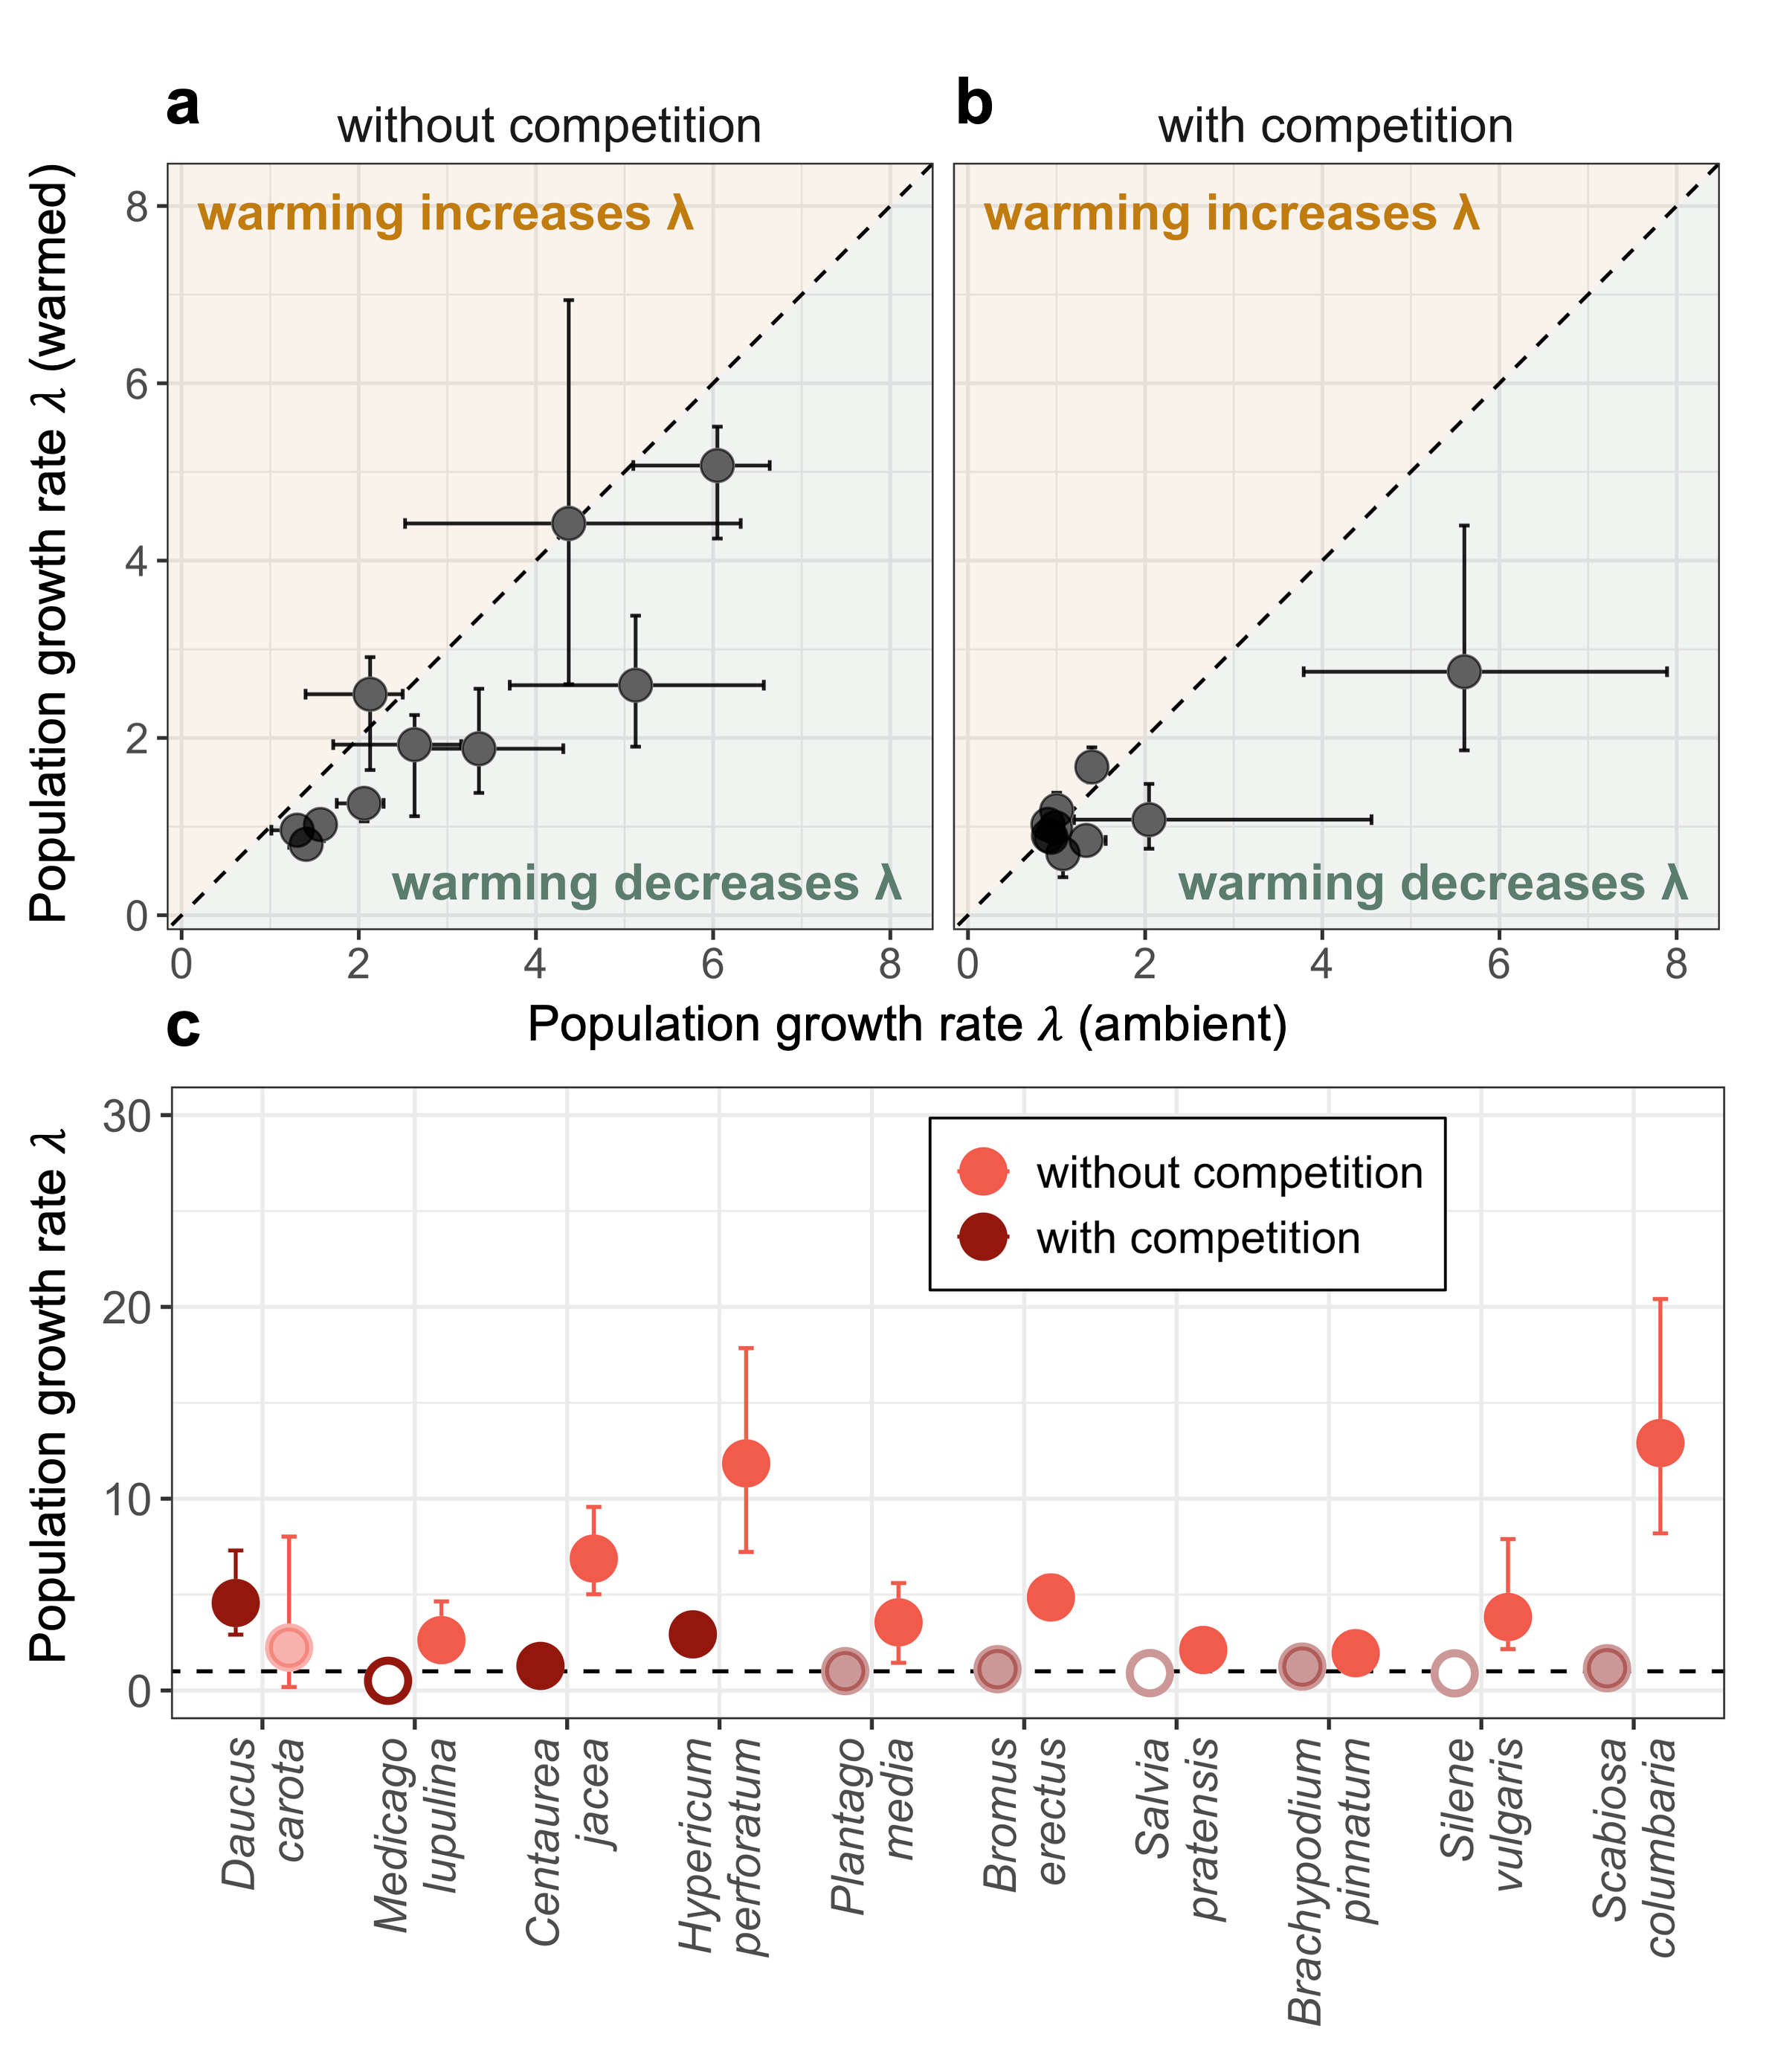 a
without competition
b
with competition
Population growth rate λ (warmed)
8
6
4
2
0
warming increases λ
warming decreases λ
0 2 4 6 8
warming increases λ
warming decreases λ
0 2 4 6 8
Population growth rate λ (ambient)
c
Population growth rate λ
30
20
10
0
without competition
with competition
Daucus
carota
Medicago
lupulina
Centaurea
jacea
Hypericum
perforatum
Plantago
media
Bromus
erectus
Salvia
pratensis
Brachypodium
pinnatum
Silene
vulgaris
Scabiosa
columbaria